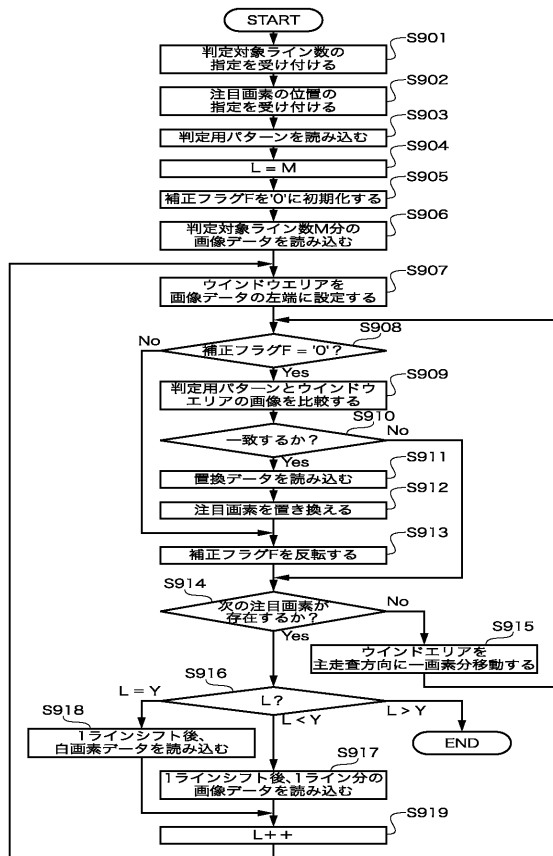 START
S901
判定対象ライン数の
指定を受け付ける
S902
注目画素の位置の
指定を受け付ける
S903
判定用パターンを読み込む
S904
L = M
S905
補正フラグFを'0'に初期化する
S906
判定対象ライン数M分の
画像データを読み込む
S907
ウインドウエリアを
画像データの左端に設定する
S908
No
補正フラグF = '0'?
Yes
S909
判定用パターンとウインドウ
エリアの画像を比較する
S910
No
一致するか?
Yes
S911
置換データを読み込む
S912
注目画素を置き換える
S913
補正フラグFを反転する
S914
次の注目画素が
存在するか?
No
Yes
S915
ウインドエリアを
主走査方向に一画素分移動する
S916
L = Y
L?
L < Y
L > Y
S918
1ラインシフト後、
白画素データを読み込む
END
S917
1ラインシフト後、1ライン分の
画像データを読み込む
S919
L++